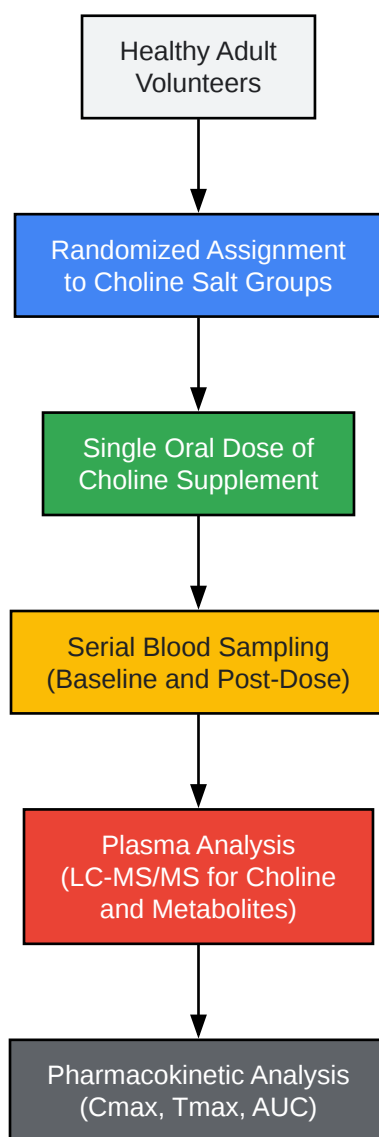 Healthy Adult
Volunteers
Randomized Assignment
to Choline Salt Groups
Single Oral Dose of
Choline Supplement
Serial Blood Sampling
(Baseline and Post-Dose)
Plasma Analysis
(LC-MS/MS for Choline
and Metabolites)
Pharmacokinetic Analysis
(Cmax, Tmax, AUC)